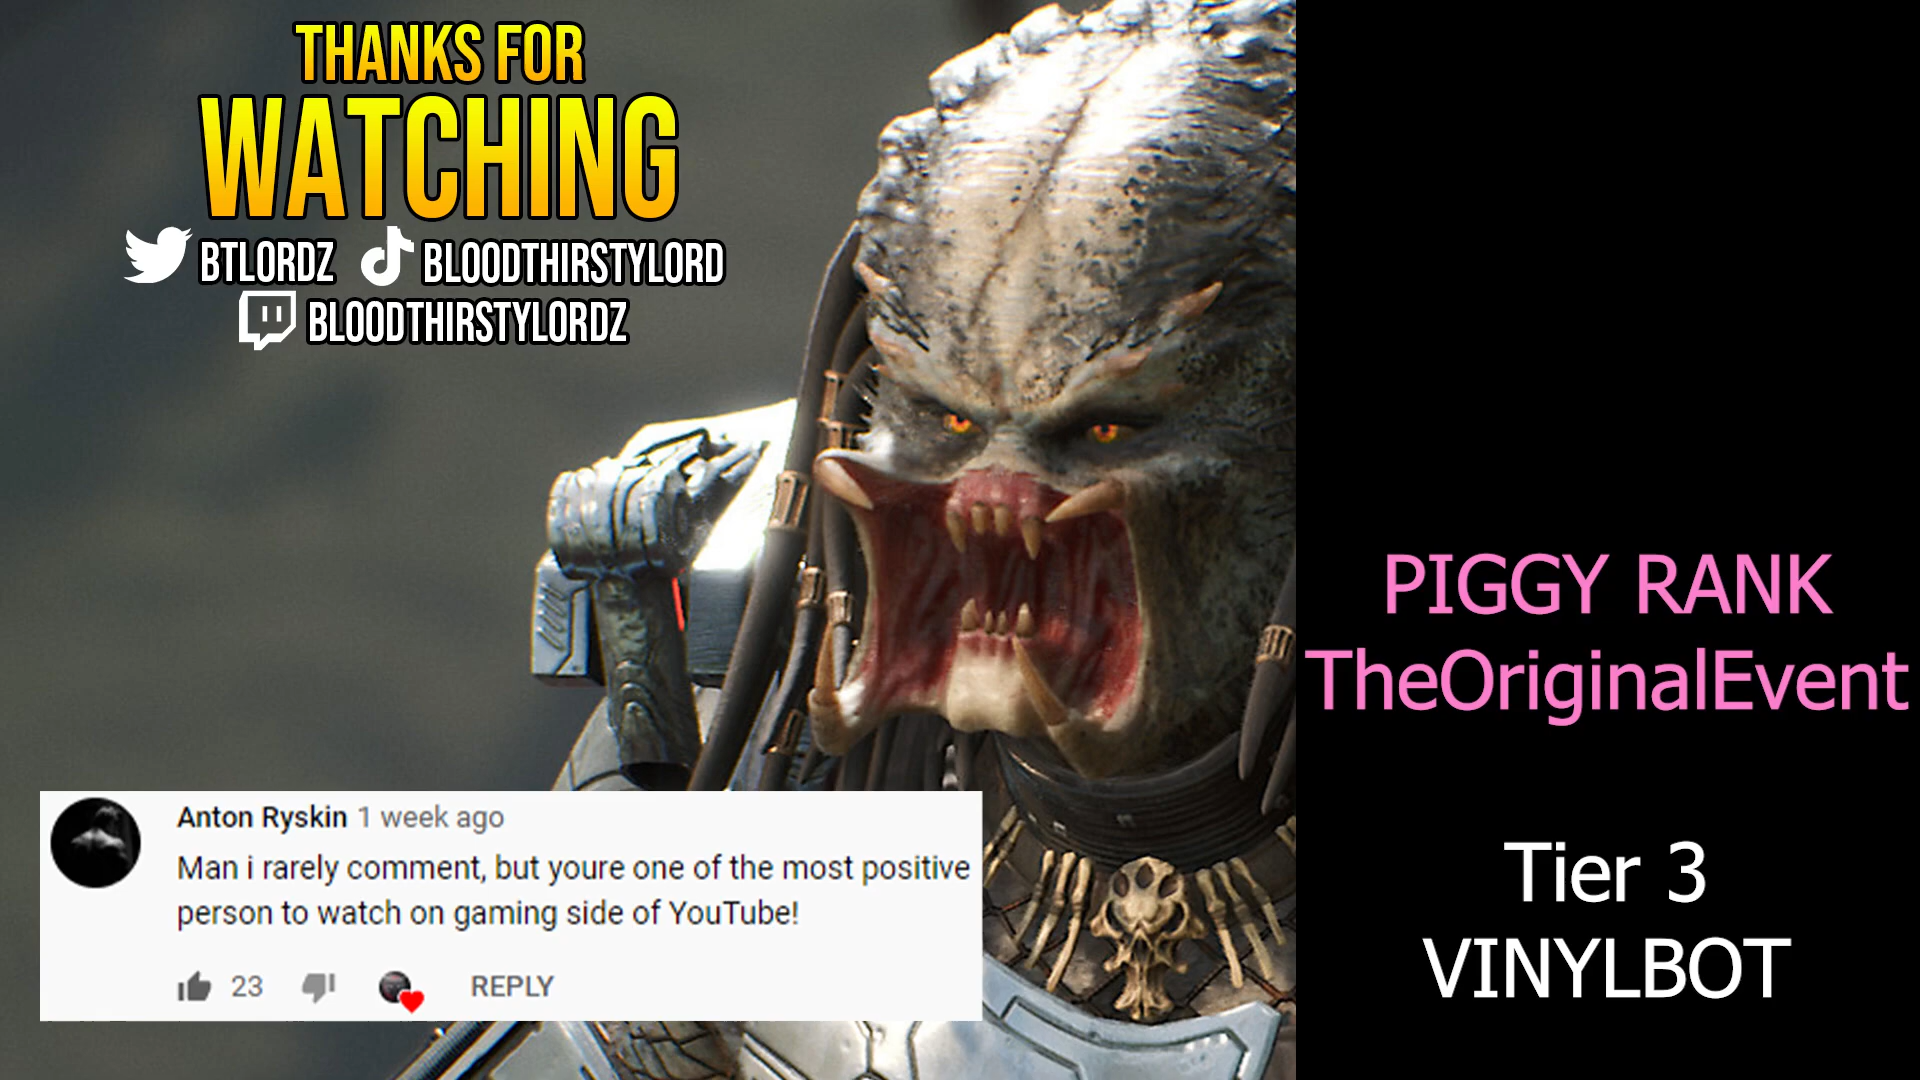 THANKS FOR
WATCHING
BTLORDZ BLOODTHIRSTYLORD
BLOODTHIRSTYLORDZ
Anton Ryskin 1 week ago
Man i rarely comment, but youre one of the most positive
person to watch on gaming side of YouTube!
23 REPLY
PIGGY RANK
TheOriginalEvent
Tier 3
VINYLBOT